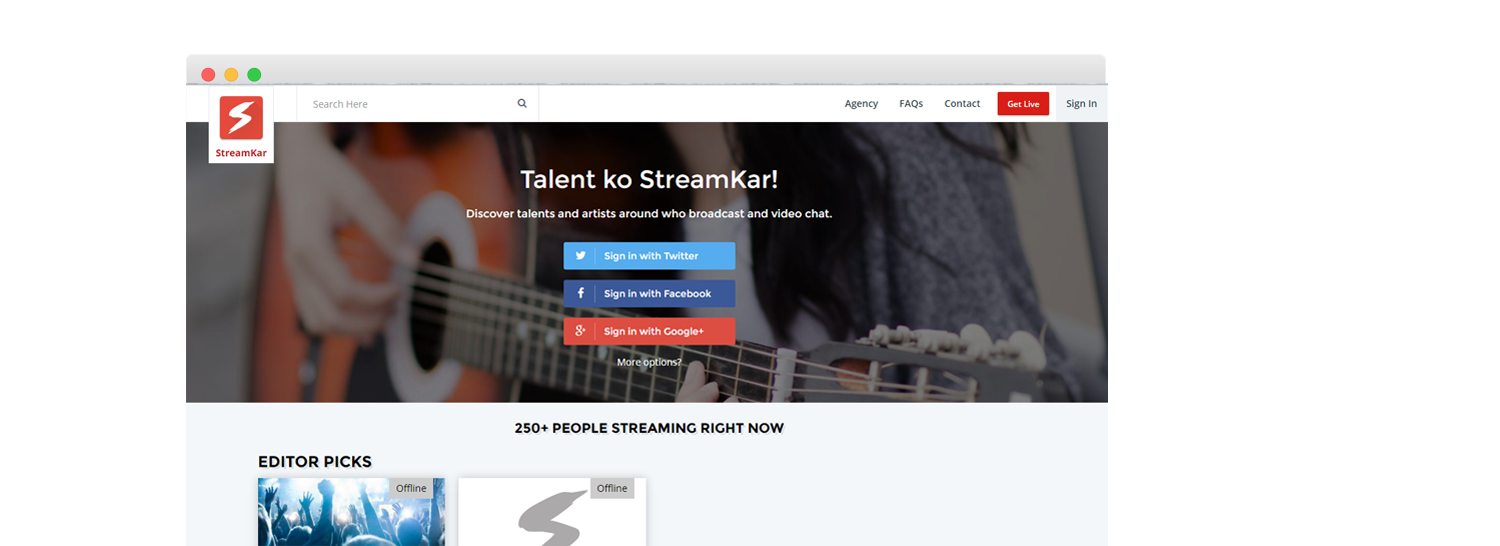 StreamKar
Search Here
Agency
FAQs
Contact
Get Live
Sign In
Talent ko StreamKar!
Discover talents and artists around who broadcast and video chat.
Sign in with Twitter
Sign in with Facebook
Sign in with Google+
More options?
250+ PEOPLE STREAMING RIGHT NOW
EDITOR PICKS
Offline
Offline